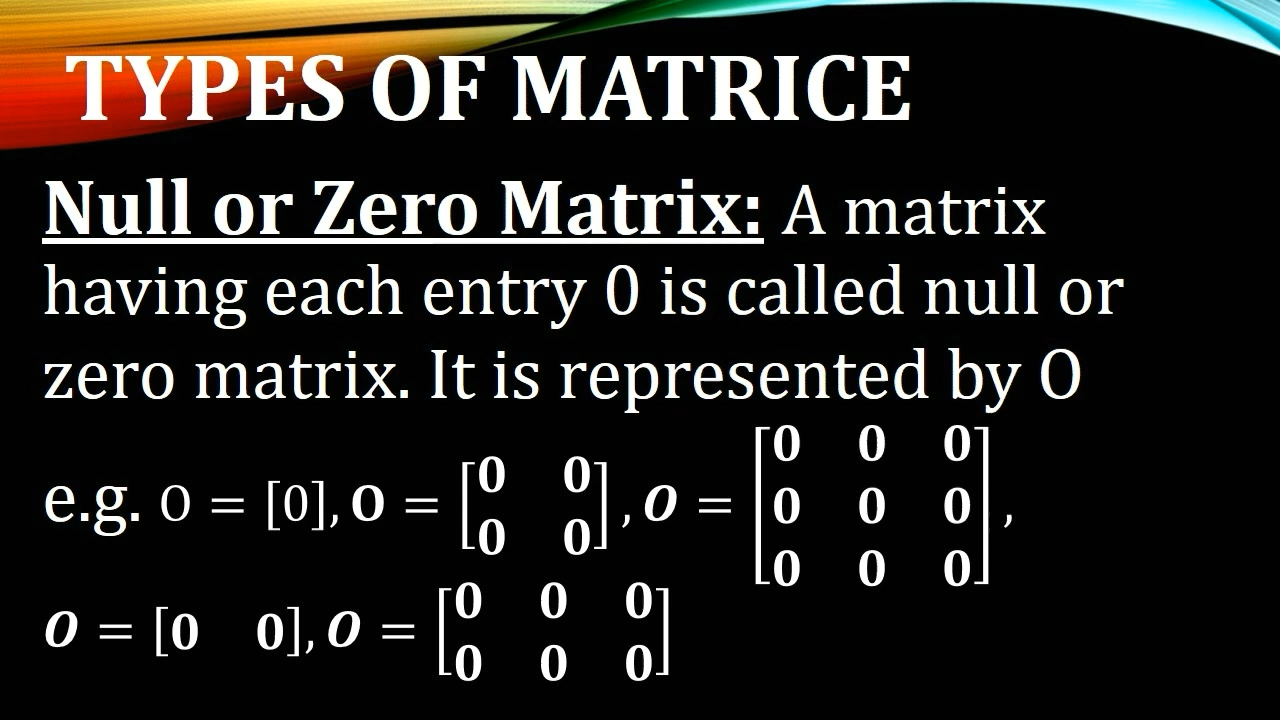 TYPES OF MATRICE
Null or Zero Matrix: A matrix
having each entry 0 is called null or
zero matrix. It is represented by O
e.g. O = [0], O = [0 0; 0 0], O = [0 0 0; 0 0 0; 0 0 0],
O = [0 0], O = [0 0 0; 0 0 0]